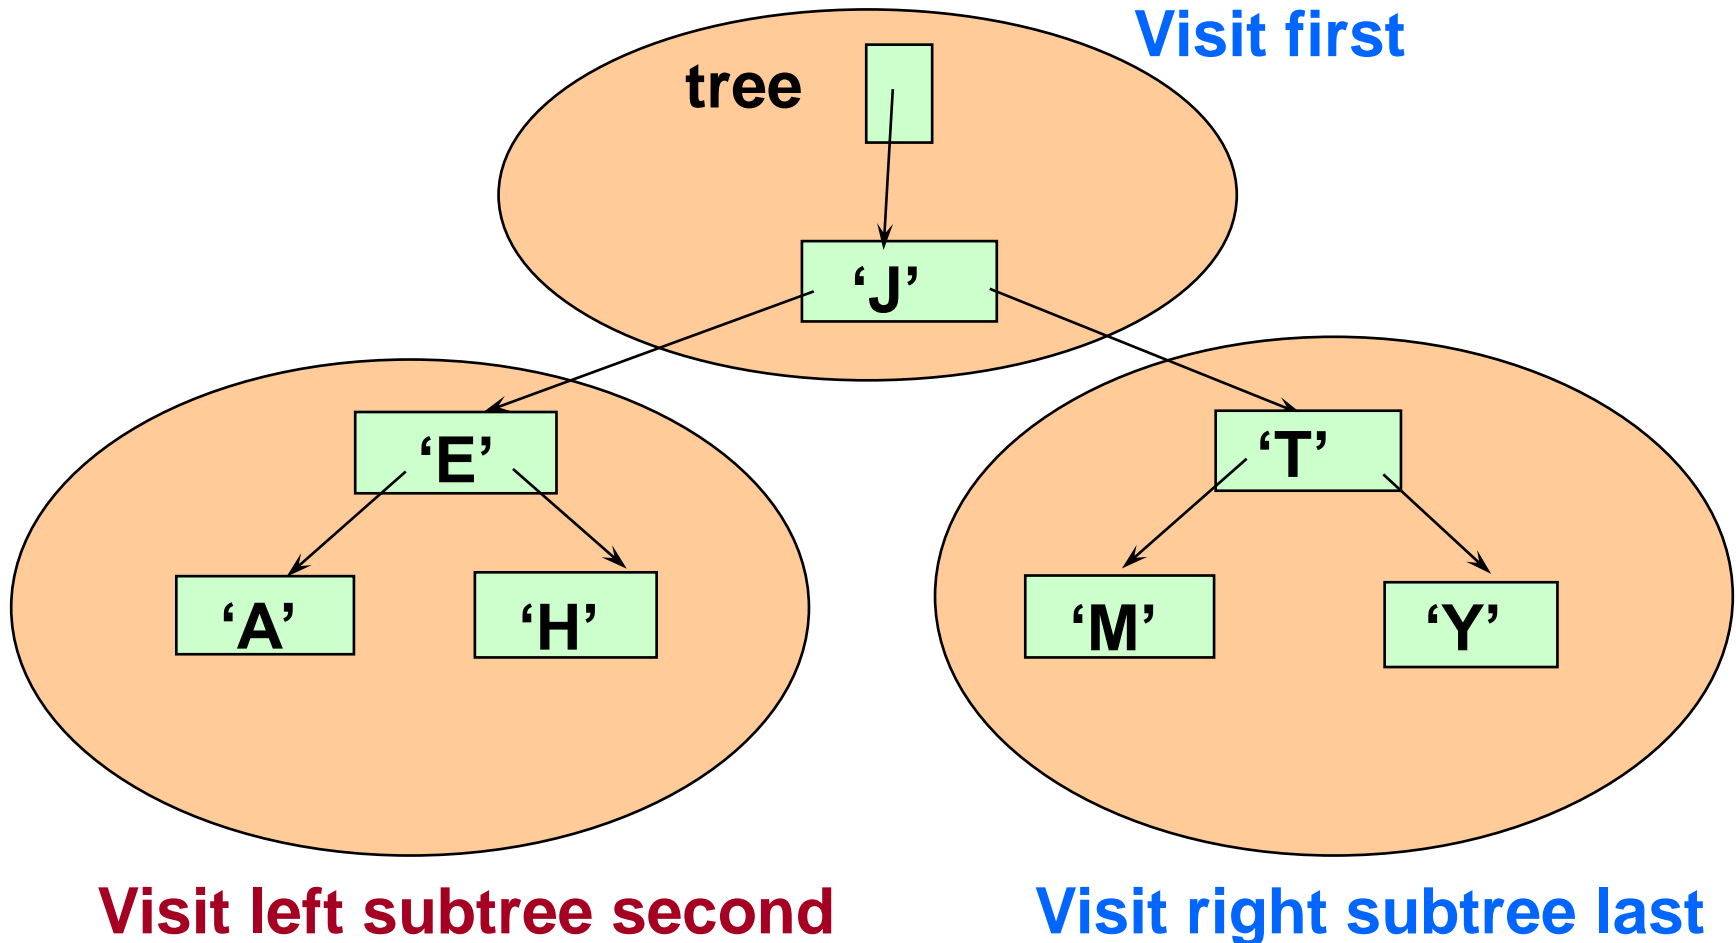 Visit first
tree
‘J’
‘E’
‘T’
‘A’
‘H’
‘M’
‘Y’
Visit left subtree second
Visit right subtree last